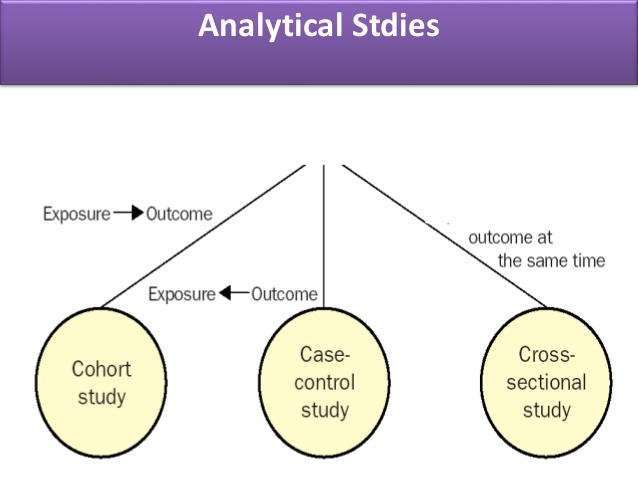 Analytical Stdies
Exposure→Outcome
outcome at
the same time
Exposure←Outcome
Cohort
study
Case-
control
study
Cross-
sectional
study